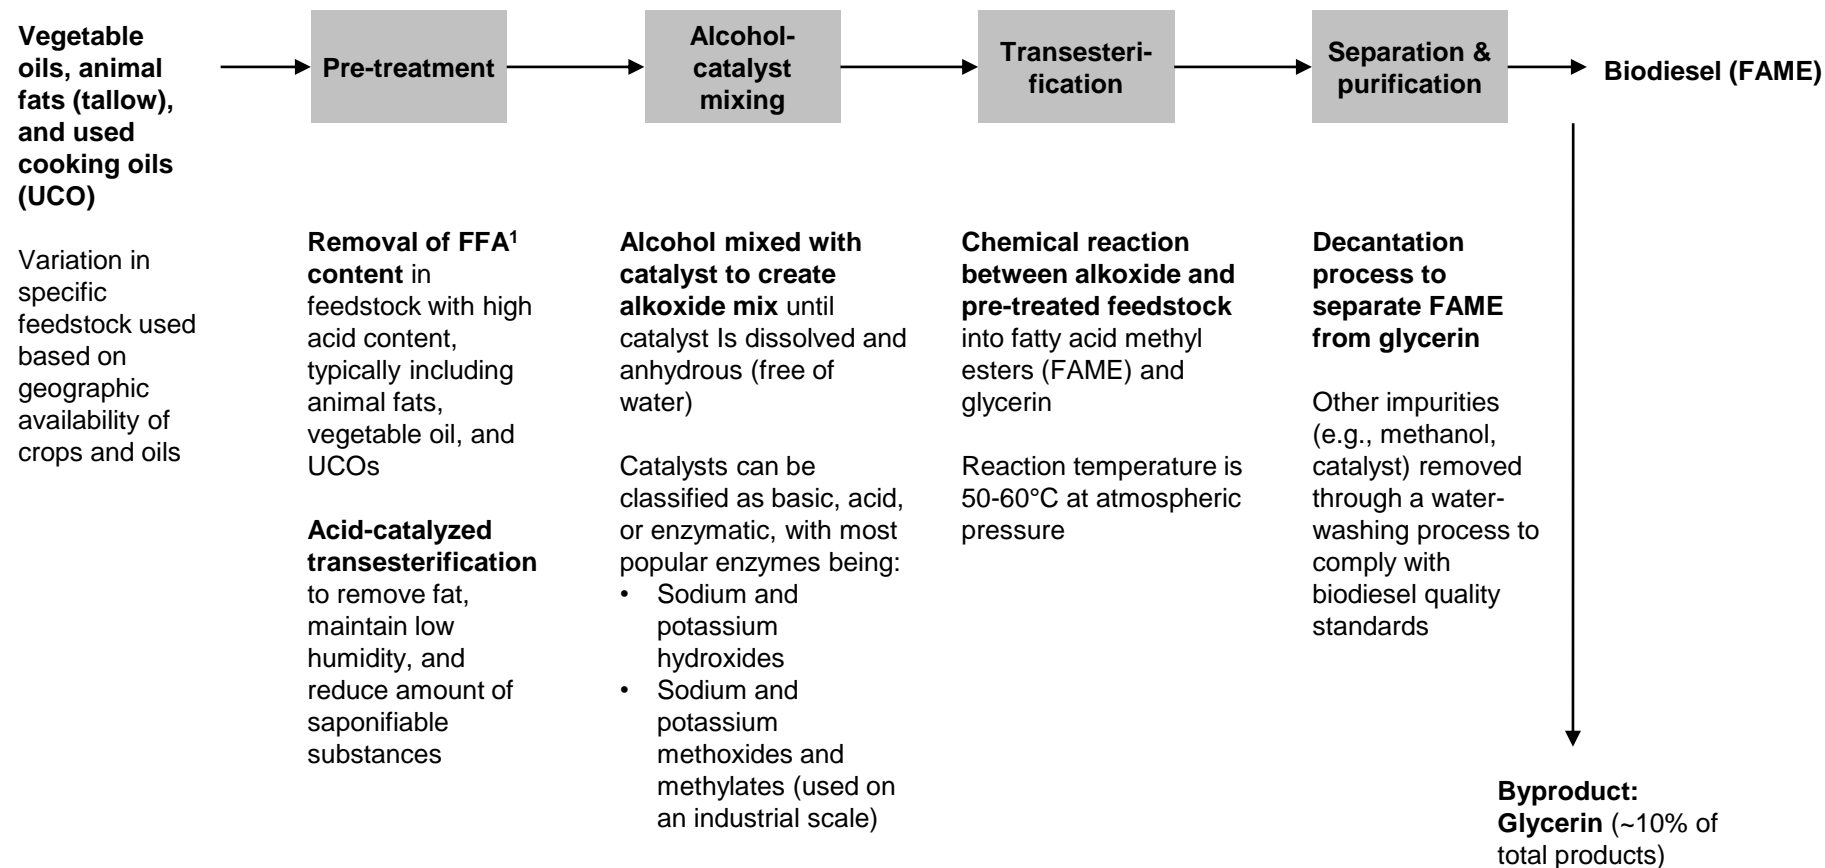 Vegetable
oils, animal
fats (tallow),
and used
cooking oils
(UCO)
Variation in
specific
feedstock used
based on
geographic
availability of
crops and oils
Pre-treatment
Removal of FFA¹
content in
feedstock with high
acid content,
typically including
animal fats,
vegetable oil, and
UCOs
Acid-catalyzed
transesterification
to remove fat,
maintain low
humidity, and
reduce amount of
saponifiable
substances
Alcohol-
catalyst
mixing
Alcohol mixed with
catalyst to create
alkoxide mix until
catalyst Is dissolved and
anhydrous (free of
water)
Catalysts can be
classified as basic, acid,
or enzymatic, with most
popular enzymes being:
• Sodium and
potassium
hydroxides
• Sodium and
potassium
methoxides and
methylates (used on
an industrial scale)
Transesteri-
fication
Chemical reaction
between alkoxide and
pre-treated feedstock
into fatty acid methyl
esters (FAME) and
glycerin
Reaction temperature is
50-60°C at atmospheric
pressure
Separation &
purification
Decantation
process to
separate FAME
from glycerin
Other impurities
(e.g., methanol,
catalyst) removed
through a water-
washing process to
comply with
biodiesel quality
standards
Biodiesel (FAME)
Byproduct:
Glycerin (~10% of
total products)